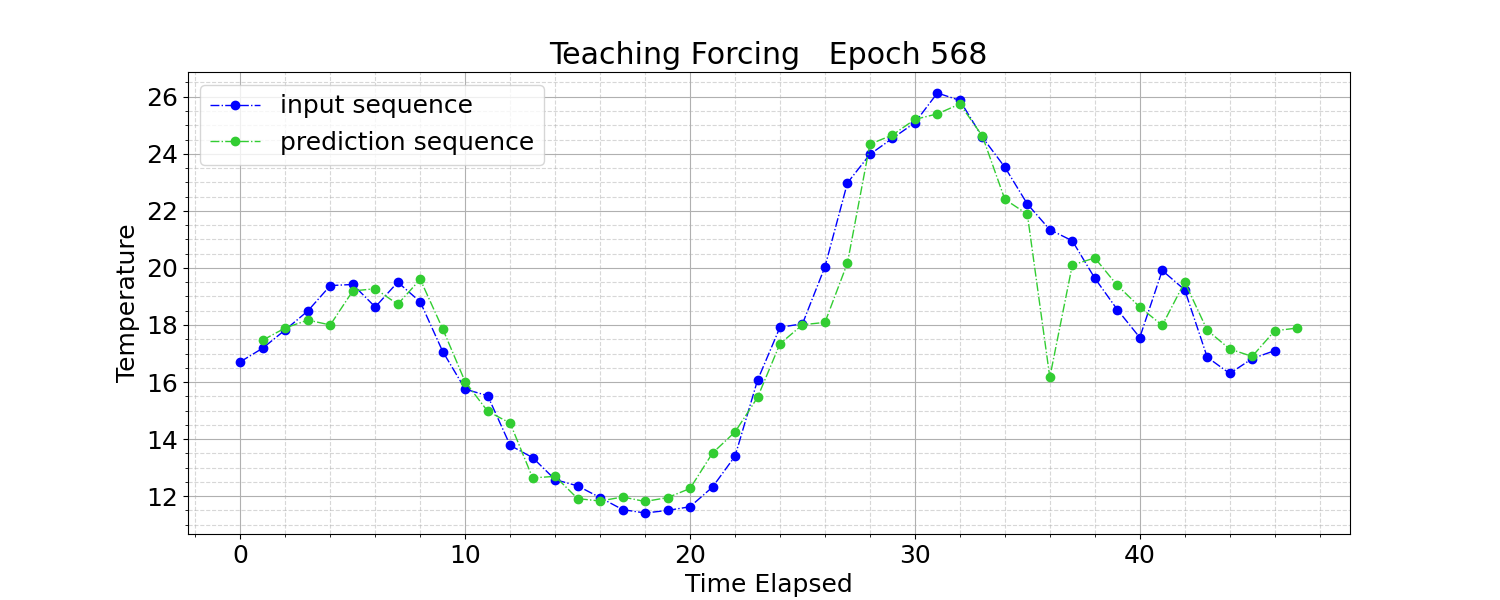 Teaching Forcing   Epoch 568
input sequence
prediction sequence
Temperature
26
24
22
20
18
16
14
12
0 10 20 30 40
Time Elapsed